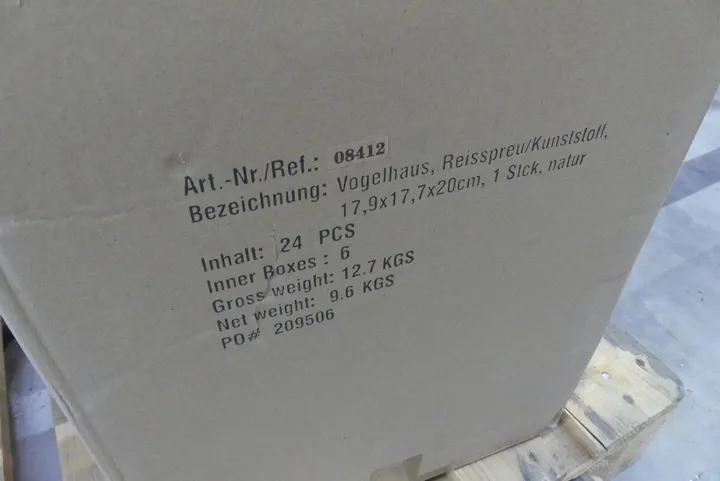 Art.-Nr./Ref.: 08412
Bezeichnung: Vogelhaus, Reisspreu/Kunststoff,
17,9x17,7x20cm, 1 Stck, natur
Inhalt: 24 PCS
Inner Boxes : 6
Gross weight: 12.7 KGS
Net weight: 9.6 KGS
PO# 209506